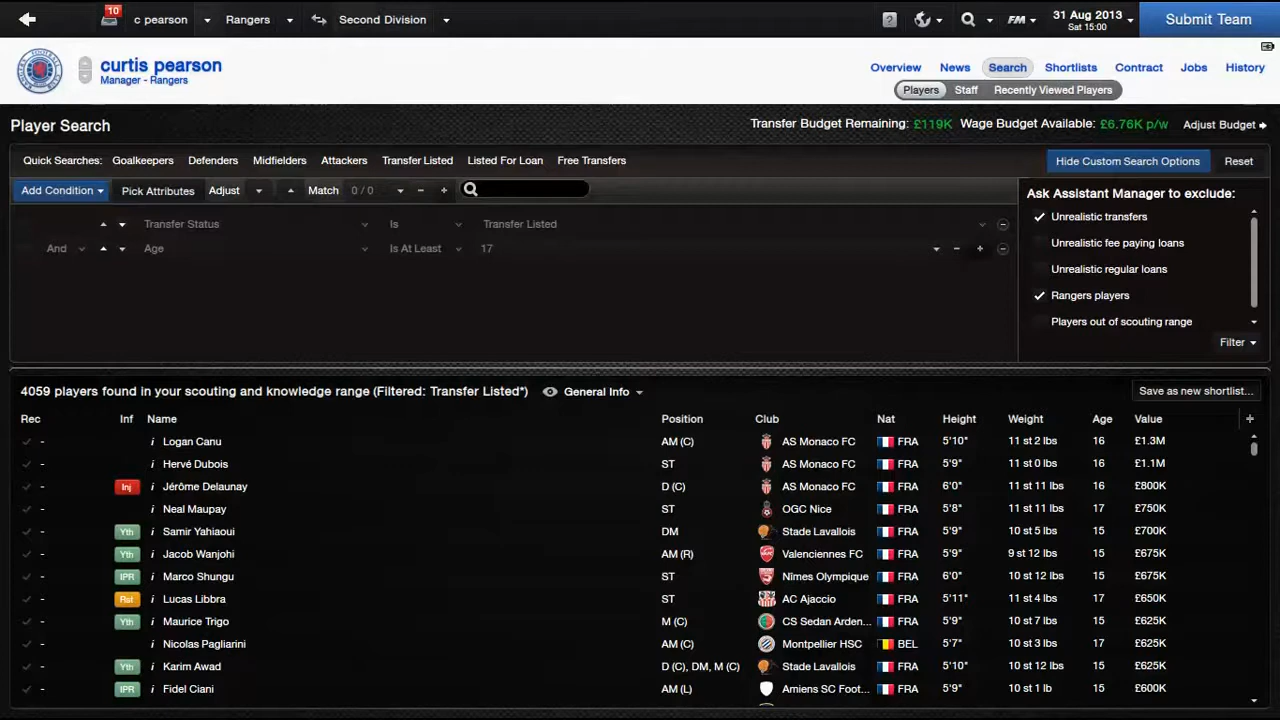 10 c pearson Rangers Second Division ? FM 31 Aug 2013 Submit Team
Sat 15:00
curtis pearson
Manager - Rangers
Overview News Search Shortlists Contract Jobs History
Players Staff Recently Viewed Players
Player Search Transfer Budget Remaining: £119K Wage Budget Available: £6.76K p/w Adjust Budget
Quick Searches: Goalkeepers Defenders Midfielders Attackers Transfer Listed Listed For Loan Free Transfers Hide Custom Search Options Reset
Add Condition Pick Attributes Adjust Match 0 / 0 - +
Ask Assistant Manager to exclude:
Transfer Status Is Transfer Listed
And Age Is At Least 17 - +
Unrealistic transfers
Unrealistic fee paying loans
Unrealistic regular loans
Rangers players
Players out of scouting range
Filter
4059 players found in your scouting and knowledge range (Filtered: Transfer Listed*) General Info Save as new shortlist...
Rec Inf Name Position Club Nat Height Weight Age Value +
- i Logan Canu AM (C) AS Monaco FC FRA 5'10" 11 st 2 lbs 16 £1.3M
- i Hervé Dubois ST AS Monaco FC FRA 5'9" 11 st 0 lbs 16 £1.1M
- Inj i Jérôme Delaunay D (C) AS Monaco FC FRA 6'0" 11 st 11 lbs 16 £800K
- i Neal Maupay ST OGC Nice FRA 5'8" 11 st 11 lbs 17 £750K
- Yth i Samir Yahiaoui DM Stade Lavallois FRA 5'9" 10 st 5 lbs 15 £700K
- Yth i Jacob Wanjohi AM (R) Valenciennes FC FRA 5'9" 9 st 12 lbs 15 £675K
- IPR i Marco Shungu ST Nîmes Olympique FRA 6'0" 10 st 12 lbs 15 £675K
- Rst i Lucas Libbra ST AC Ajaccio FRA 5'11" 11 st 4 lbs 17 £650K
- Yth i Maurice Trigo M (C) CS Sedan Arden... FRA 5'9" 10 st 7 lbs 15 £625K
- i Nicolas Pagliarini AM (C) Montpellier HSC BEL 5'7" 10 st 3 lbs 17 £625K
- Yth i Karim Awad D (C), DM, M (C) Stade Lavallois FRA 5'10" 10 st 12 lbs 15 £625K
- IPR i Fidel Ciani AM (L) Amiens SC Foot... FRA 5'9" 10 st 1 lb 15 £600K